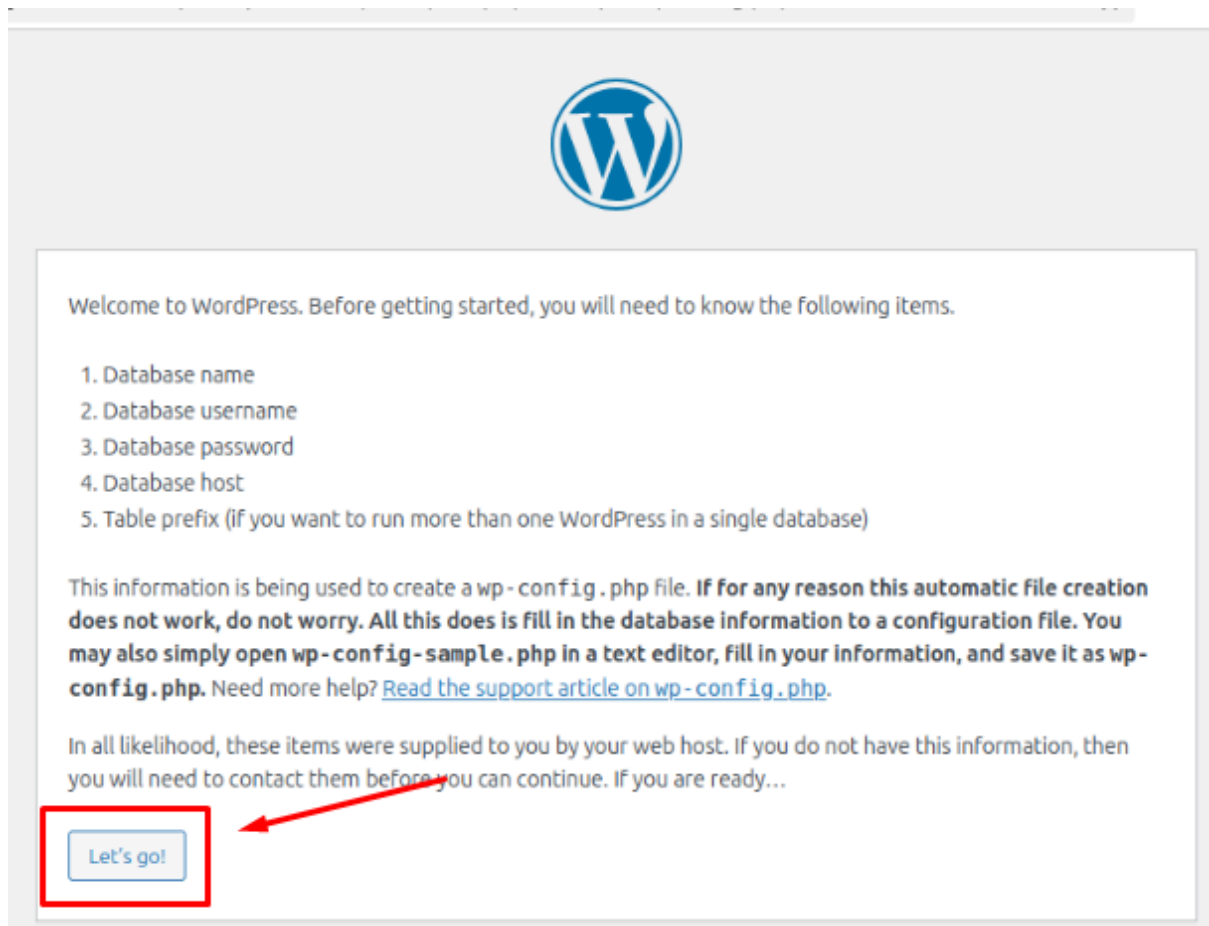 Welcome to WordPress. Before getting started, you will need to know the following items.
1. Database name
2. Database username
3. Database password
4. Database host
5. Table prefix (if you want to run more than one WordPress in a single database)
This information is being used to create a wp-config.php file. If for any reason this automatic file creation
does not work, do not worry. All this does is fill in the database information to a configuration file. You
may also simply open wp-config-sample.php in a text editor, fill in your information, and save it as wp-
config.php. Need more help? Read the support article on wp-config.php.
In all likelihood, these items were supplied to you by your web host. If you do not have this information, then
you will need to contact them before you can continue. If you are ready…
Let's go!